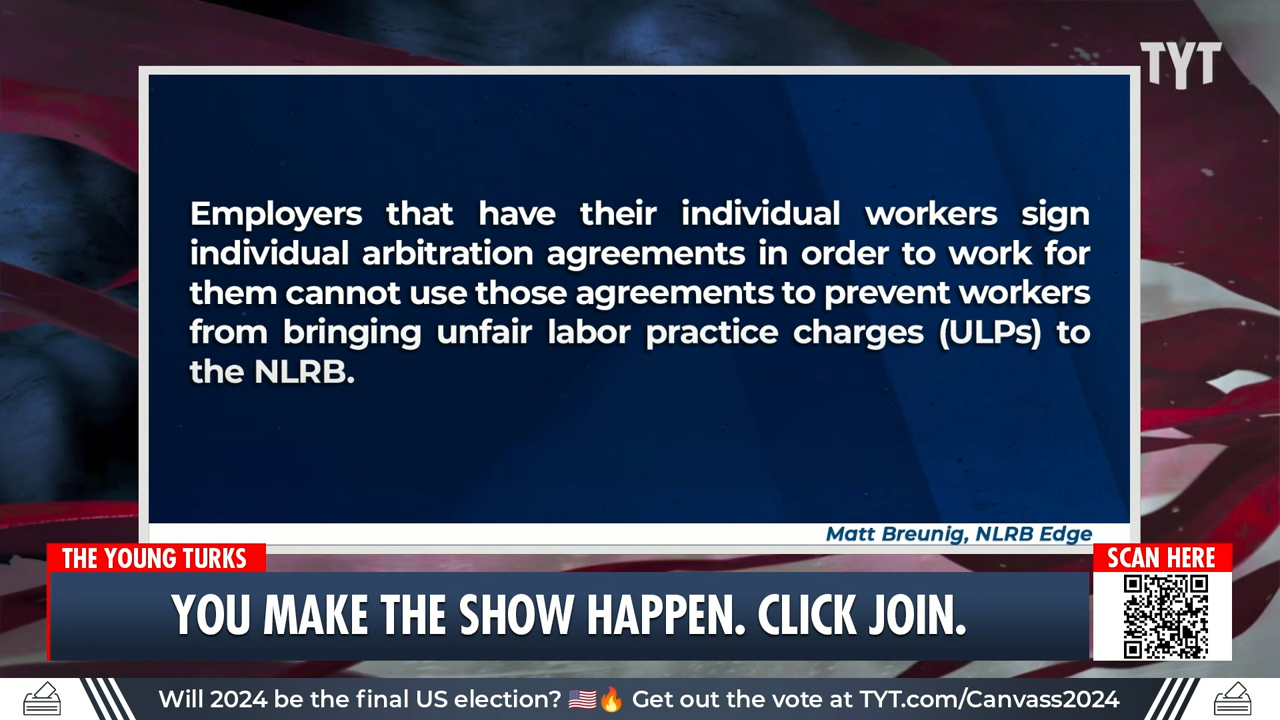 TYT
Employers that have their individual workers sign
individual arbitration agreements in order to work for
them cannot use those agreements to prevent workers
from bringing unfair labor practice charges (ULPs) to
the NLRB.
Matt Breunig, NLRB Edge
THE YOUNG TURKS
SCAN HERE
YOU MAKE THE SHOW HAPPEN. CLICK JOIN.
Will 2024 be the final US election? 🇺🇸🔥 Get out the vote at TYT.com/Canvass2024